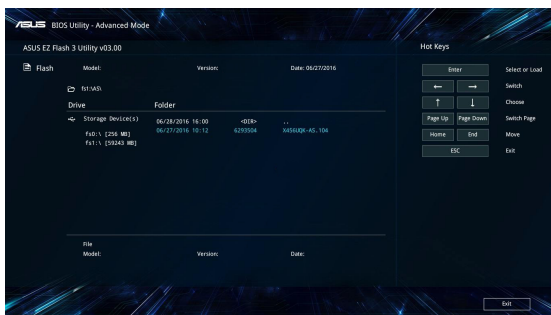 ASUS BIOS Utility - Advanced Mode
ASUS EZ Flash 3 Utility v03.00
Flash
Model: Version: Date: 06/27/2016
fs1:\A5\
Drive Folder
Storage Device(s)
fs0:\ [256 MB]
fs1:\ [59243 MB]
06/28/2016 16:00 <DIR> ..
06/27/2016 10:12 6293504 X456UQK-AS.104
File
Model: Version: Date:
Hot Keys
Enter Select or Load
← → Switch
↑ ↓ Choose
Page Up Page Down Switch Page
Home End Move
ESC Exit
Exit